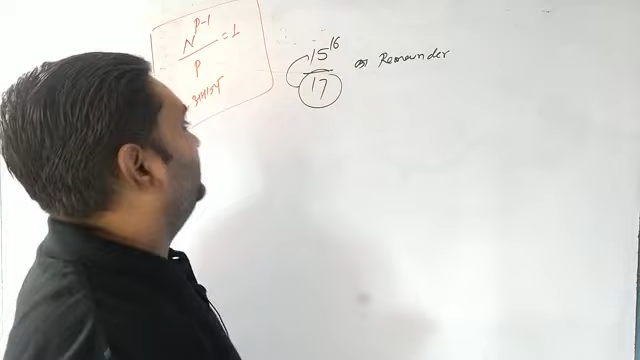 N^(P-1) / P = 1
15^16 / 17 Remainder